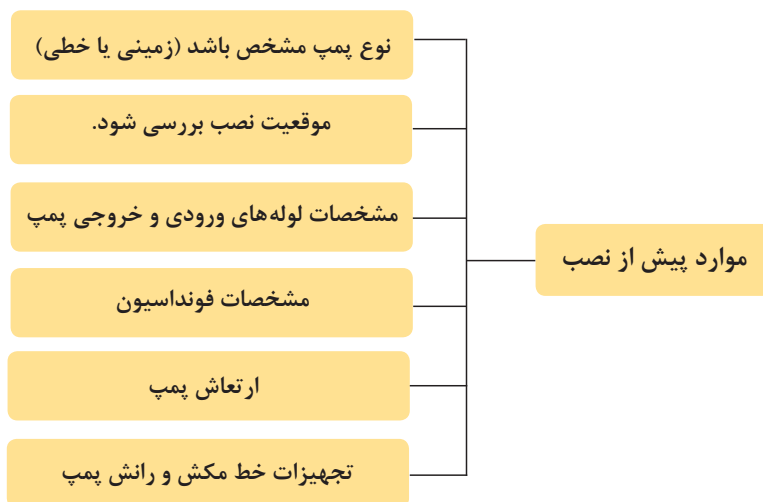 موارد پیش از نصب
نوع پمپ مشخص باشد (زمینی یا خطی)
موقعیت نصب بررسی شود.
مشخصات لوله‌های ورودی و خروجی پمپ
مشخصات فونداسیون
ارتعاش پمپ
تجهیزات خط مکش و رانش پمپ